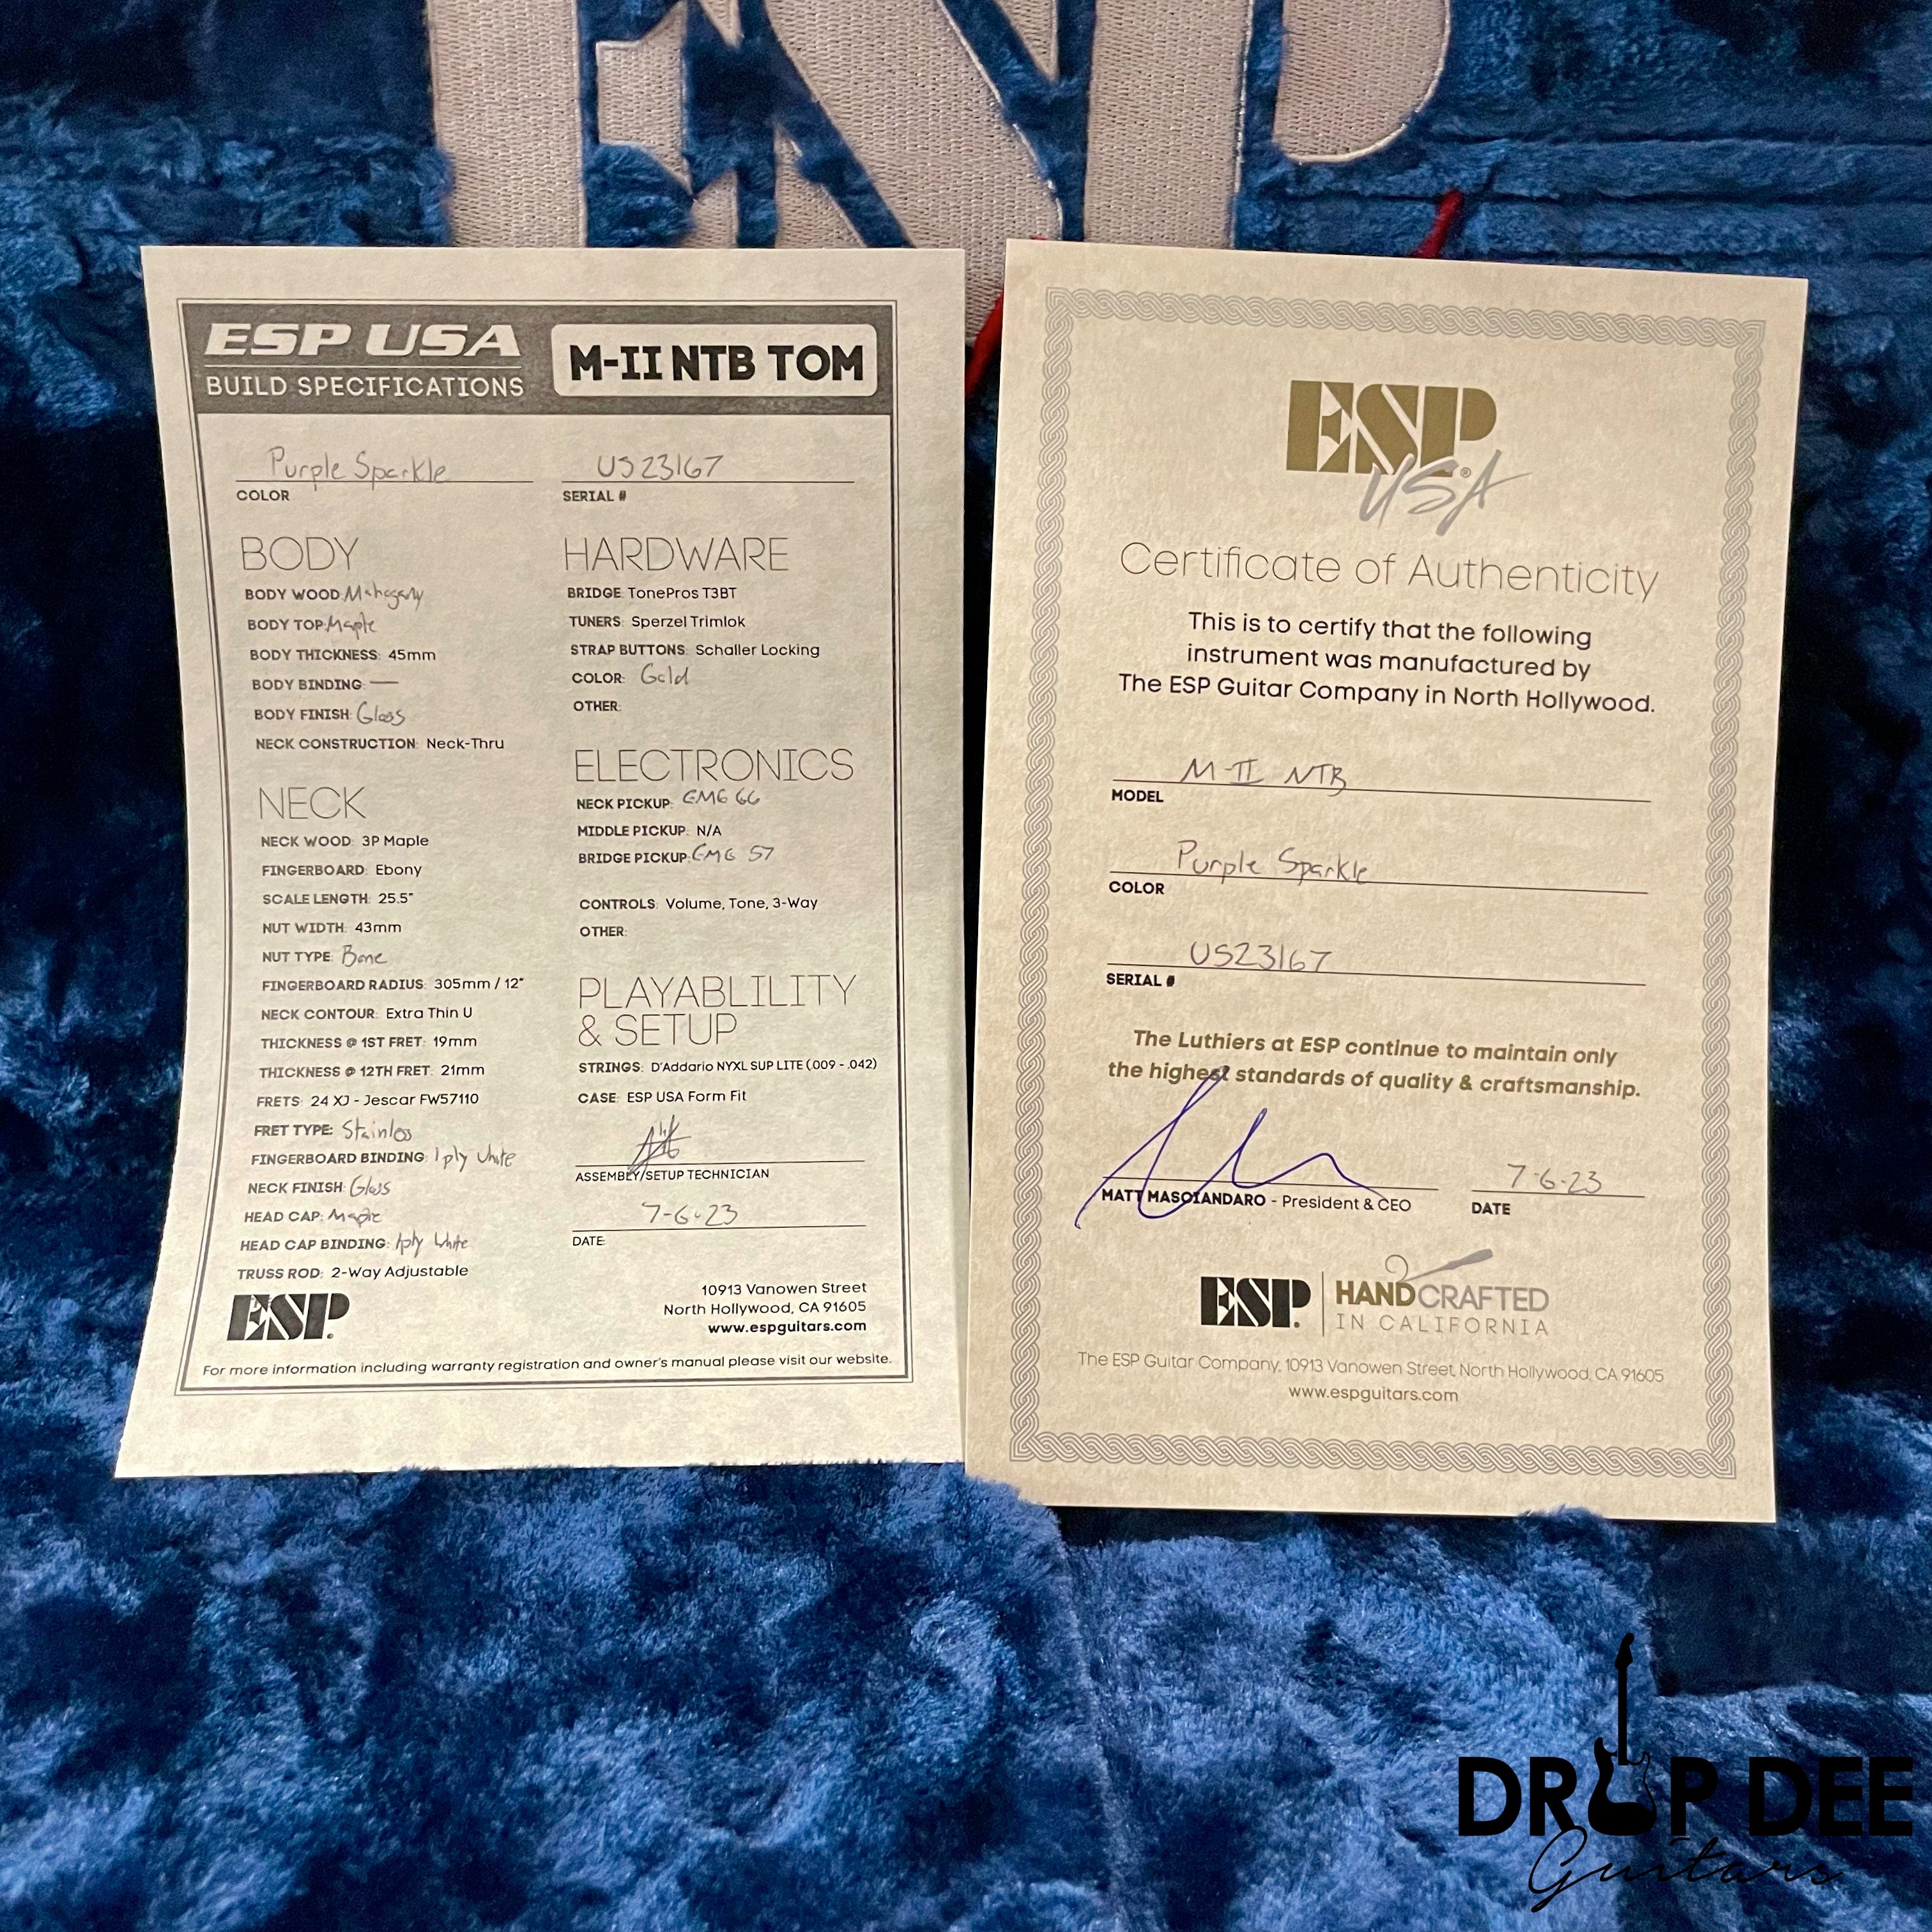 ESP
ESP USA
BUILD SPECIFICATIONS
M-II NTB TOM
Purple Sparkle
COLOR
US23167
SERIAL #
BODY
BODY WOOD: Mahogany
BODY TOP: Maple
BODY THICKNESS: 45mm
BODY BINDING: —
BODY FINISH: Gloss
NECK CONSTRUCTION: Neck-Thru
NECK
NECK WOOD: 3P Maple
FINGERBOARD: Ebony
SCALE LENGTH: 25.5"
NUT WIDTH: 43mm
NUT TYPE: Bone
FINGERBOARD RADIUS: 305mm / 12"
NECK CONTOUR: Extra Thin U
THICKNESS @ 1ST FRET: 19mm
THICKNESS @ 12TH FRET: 21mm
FRETS: 24 XJ - Jescar FW57110
FRET TYPE: Stainless
FINGERBOARD BINDING: 1 ply White
NECK FINISH: Gloss
HEAD CAP: Maple
HEAD CAP BINDING: 1ply White
TRUSS ROD: 2-Way Adjustable
HARDWARE
BRIDGE: TonePros T3BT
TUNERS: Sperzel Trimlok
STRAP BUTTONS: Schaller Locking
COLOR: Gold
OTHER:
ELECTRONICS
NECK PICKUP: EMG 66
MIDDLE PICKUP: N/A
BRIDGE PICKUP: EMG 57
CONTROLS: Volume, Tone, 3-Way
OTHER:
PLAYABLILITY
& SETUP
STRINGS: D'Addario NYXL SUP LITE (.009 - .042)
CASE: ESP USA Form Fit
ASSEMBLY/SETUP TECHNICIAN
7-6-23
DATE:
ESP.
10913 Vanowen Street
North Hollywood, CA 91605
www.espguitars.com
For more information including warranty registration and owner's manual please visit our website.
ESP®
USA
Certificate of Authenticity
This is to certify that the following
instrument was manufactured by
The ESP Guitar Company in North Hollywood.
M-II NTB
MODEL
Purple Sparkle
COLOR
US23167
SERIAL #
The Luthiers at ESP continue to maintain only
the highest standards of quality & craftsmanship.
7-6-23
MATT MASCIANDARO - President & CEO
DATE
ESP.
HANDCRAFTED
IN CALIFORNIA
The ESP Guitar Company, 10913 Vanowen Street, North Hollywood, CA 91605
www.espguitars.com
DROP DEE
Guitars